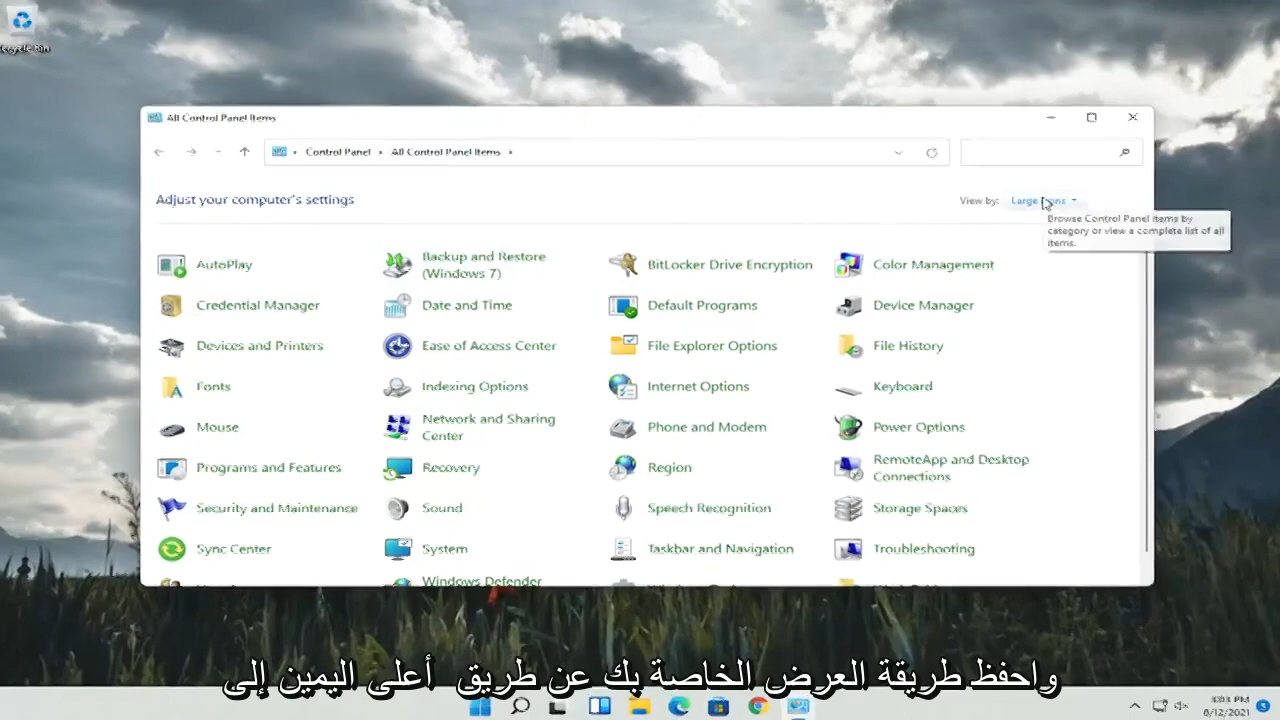 Recycle Bin
All Control Panel Items
Control Panel
All Control Panel Items
Adjust your computer's settings
View by:
Large Icons
Browse Control Panel items by
category or view a complete list of all
items.
AutoPlay
Backup and Restore
(Windows 7)
BitLocker Drive Encryption
Color Management
Credential Manager
Date and Time
Default Programs
Device Manager
Devices and Printers
Ease of Access Center
File Explorer Options
File History
Fonts
Indexing Options
Internet Options
Keyboard
Mouse
Network and Sharing
Center
Phone and Modem
Power Options
Programs and Features
Recovery
Region
RemoteApp and Desktop
Connections
Security and Maintenance
Sound
Speech Recognition
Storage Spaces
Sync Center
System
Taskbar and Navigation
Troubleshooting
Windows Defender
واحفظ طريقة العرض الخاصة بك عن طريق أعلى اليمين إلى
3:03 PM
8/12/2021
3